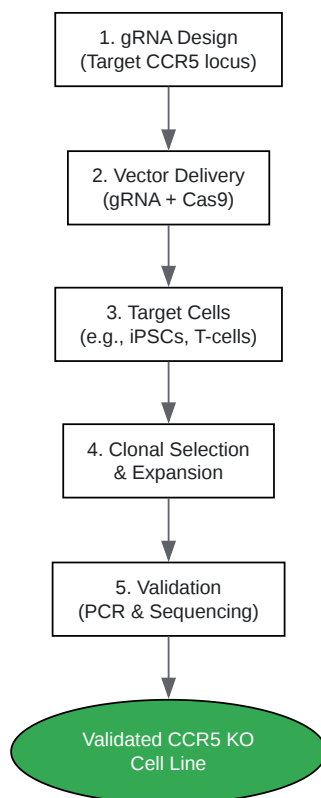 1. gRNA Design
(Target CCR5 locus)
2. Vector Delivery
(gRNA + Cas9)
3. Target Cells
(e.g., iPSCs, T-cells)
4. Clonal Selection
& Expansion
5. Validation
(PCR & Sequencing)
Validated CCR5 KO
Cell Line